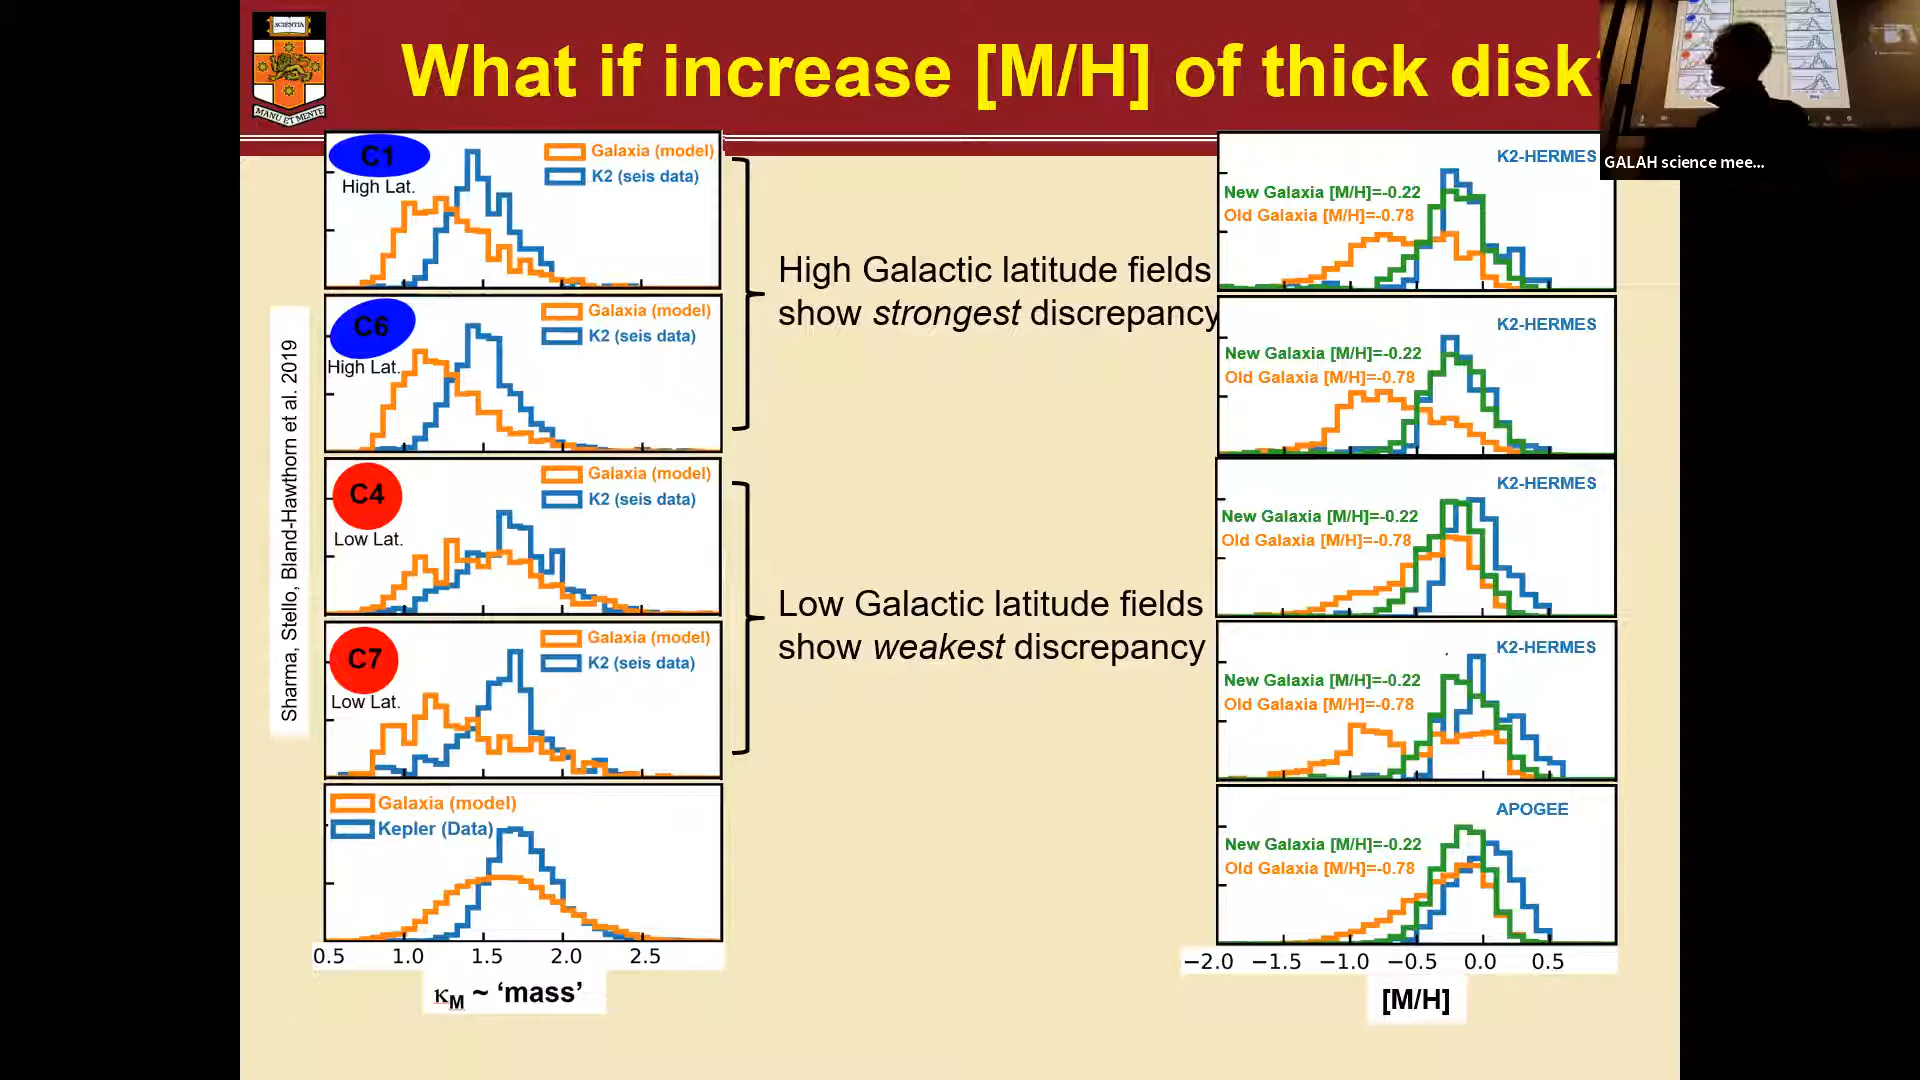 SCIENTIA
MANU ET MENTE
What if increase [M/H] of thick disk?
GALAH science mee...
Sharma, Stello, Bland-Hawthorn et al. 2019
C1
High Lat.
Galaxia (model)
K2 (seis data)
C6
High Lat.
Galaxia (model)
K2 (seis data)
C4
Low Lat.
Galaxia (model)
K2 (seis data)
C7
Low Lat.
Galaxia (model)
K2 (seis data)
Galaxia (model)
Kepler (Data)
0.5 1.0 1.5 2.0 2.5
κM ~ ‘mass’
High Galactic latitude fields
show strongest discrepancy
Low Galactic latitude fields
show weakest discrepancy
K2-HERMES
New Galaxia [M/H]=-0.22
Old Galaxia [M/H]=-0.78
K2-HERMES
New Galaxia [M/H]=-0.22
Old Galaxia [M/H]=-0.78
K2-HERMES
New Galaxia [M/H]=-0.22
Old Galaxia [M/H]=-0.78
K2-HERMES
New Galaxia [M/H]=-0.22
Old Galaxia [M/H]=-0.78
APOGEE
New Galaxia [M/H]=-0.22
Old Galaxia [M/H]=-0.78
−2.0 −1.5 −1.0 −0.5 0.0 0.5
[M/H]